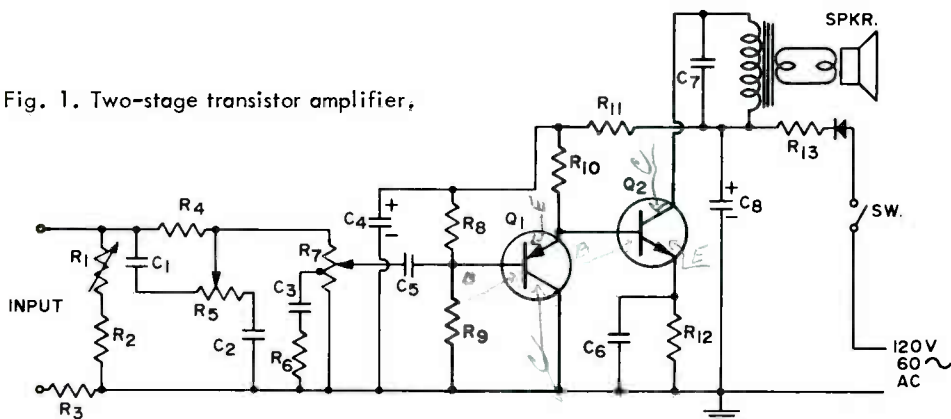 SPKR.
Fig. 1. Two-stage transistor amplifier.
C7
R11
R13
R10
Q2
C
C8
SW.
R4
C4
+
-
R8
Q1
E
B
E
+
-
R1
C1
R7
C3
C5
INPUT
R5
R2
C2
R6
R9
C
C6
R12
120V
60
AC
R3